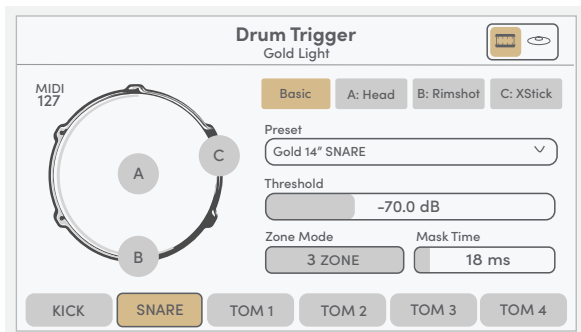 Drum Trigger
Gold Light
MIDI
127
Basic
A: Head
B: Rimshot
C: XStick
Preset
Gold 14" SNARE
Threshold
-70.0 dB
Zone Mode
Mask Time
3 ZONE
18 ms
A
C
B
KICK
SNARE
TOM 1
TOM 2
TOM 3
TOM 4